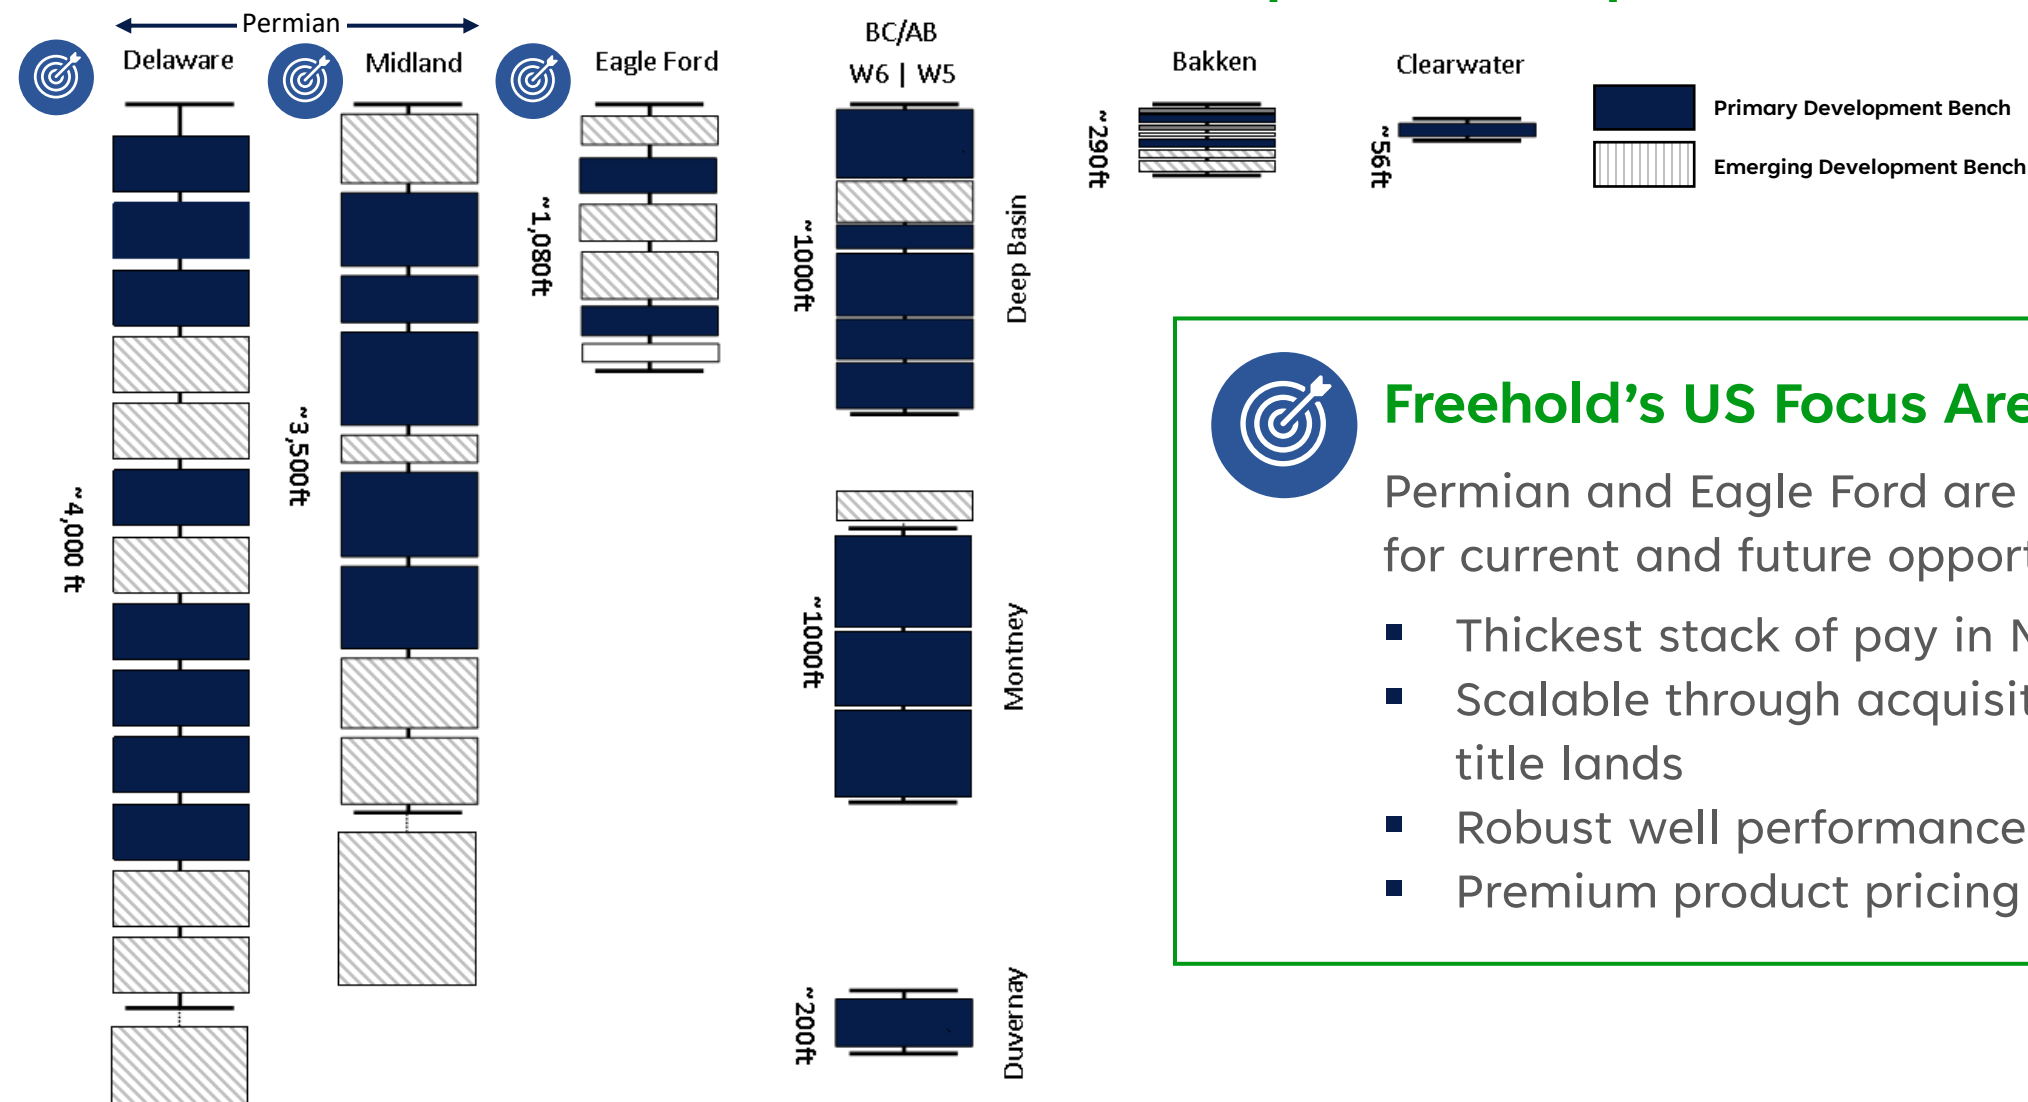 Permian
Delaware
Midland
Eagle Ford
BC/AB
W6 | W5
Bakken
Clearwater
~4,000 ft
~3,500ft
~1,080ft
~1000ft
Deep Basin
~1000ft
Montney
~200ft
Duvernay
~290ft
~56ft
Primary Development Bench
Emerging Development Bench
Freehold’s US Focus Are
Permian and Eagle Ford are
for current and future opport
▪ Thickest stack of pay in N
▪ Scalable through acquisit
title lands
▪ Robust well performance
▪ Premium product pricing